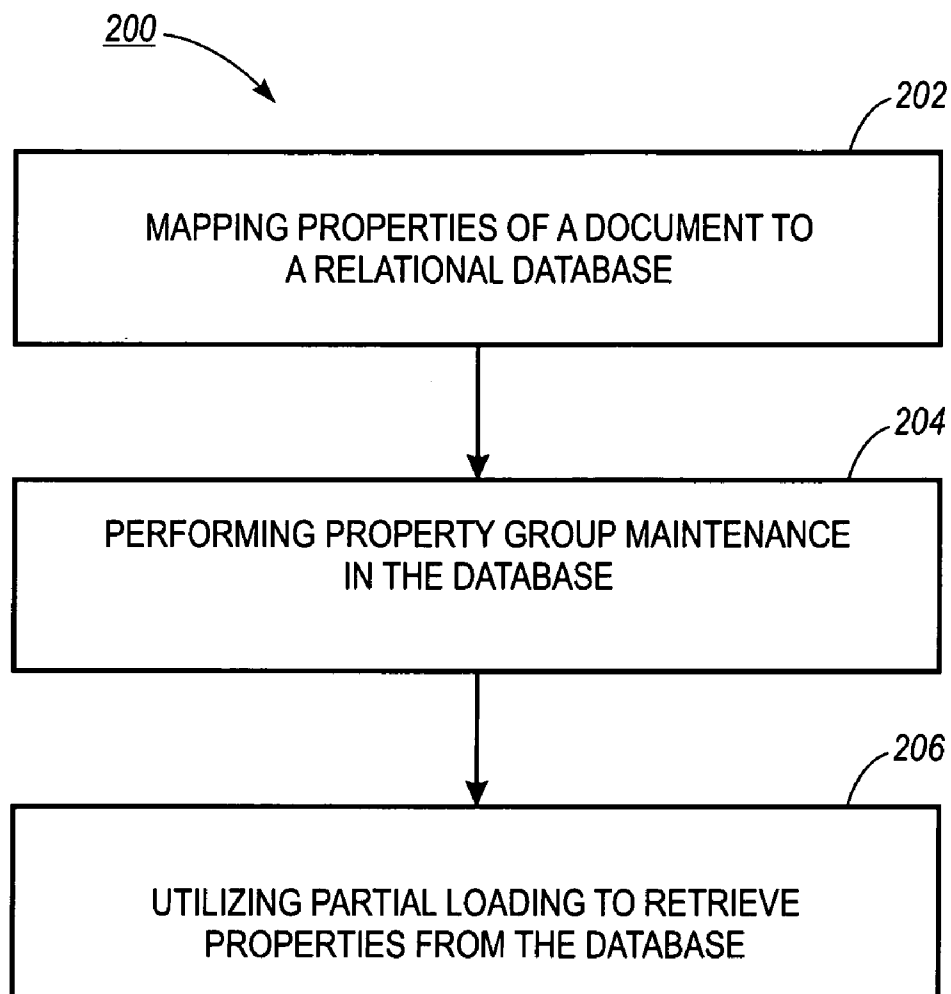 200
202
MAPPING PROPERTIES OF A DOCUMENT TO
A RELATIONAL DATABASE
204
PERFORMING PROPERTY GROUP MAINTENANCE
IN THE DATABASE
206
UTILIZING PARTIAL LOADING TO RETRIEVE
PROPERTIES FROM THE DATABASE